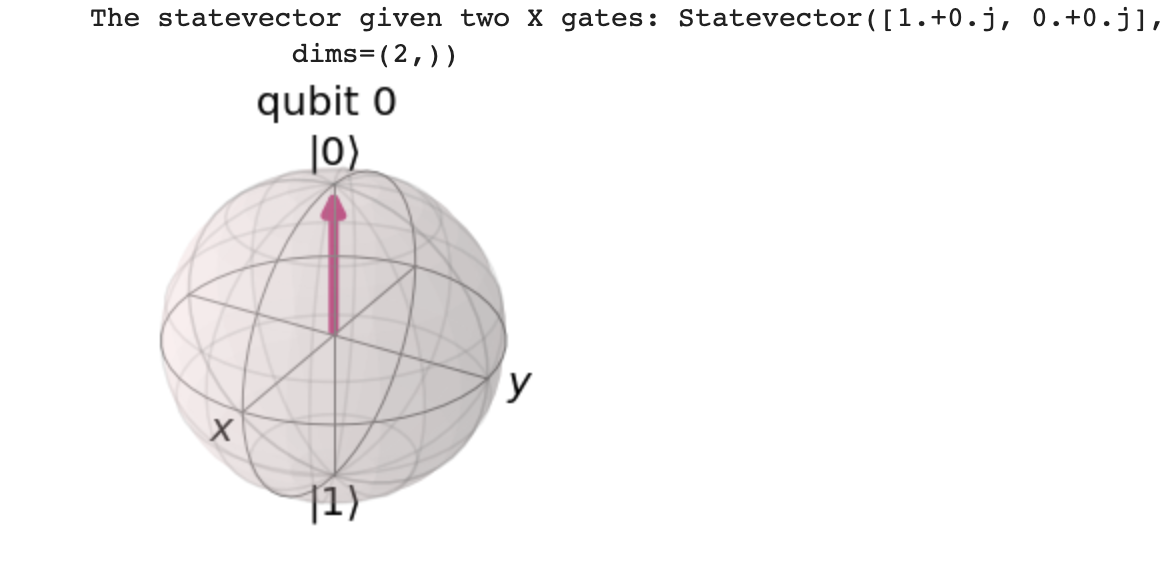 The statevector given two X gates: Statevector([1.+0.j, 0.+0.j],
dims=(2,))
qubit 0
|0⟩
y
x
|1⟩